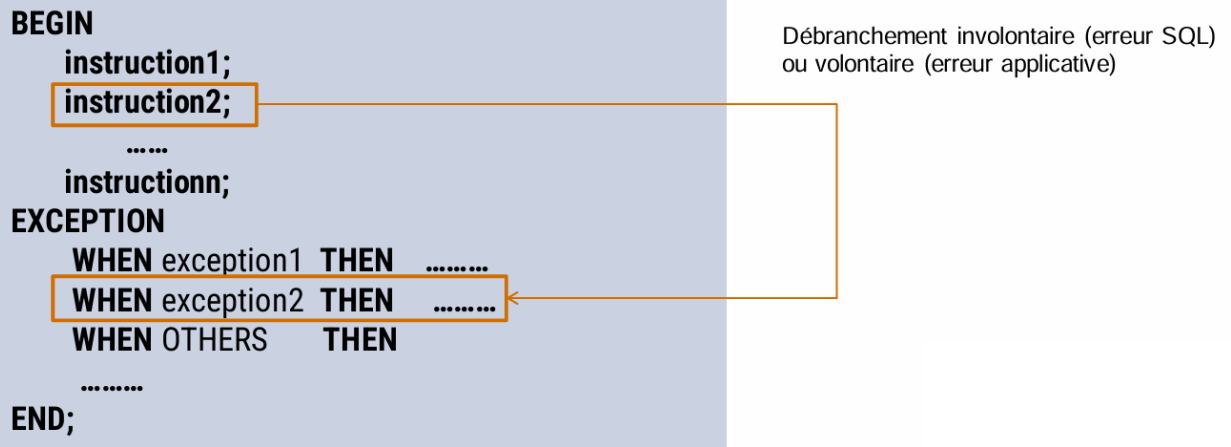 BEGIN
instruction1;
instruction2;
......
instructionn;
EXCEPTION
WHEN exception1 THEN .........
WHEN exception2 THEN .........
WHEN OTHERS THEN
.........
END;
Débranchement involontaire (erreur SQL)
ou volontaire (erreur applicative)